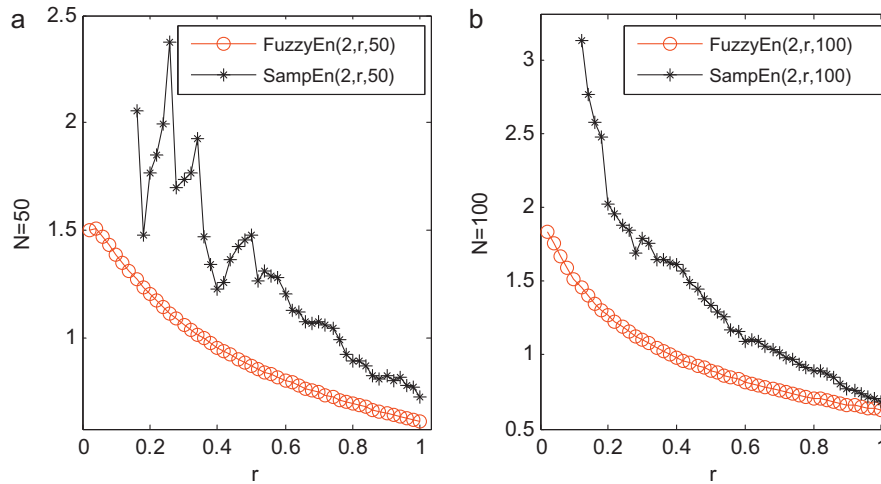 a
2.5
2
1.5
1
N=50
0
0.2
0.4
0.6
0.8
1
r
FuzzyEn(2,r,50)
SampEn(2,r,50)
b
3
2.5
2
1.5
1
0.5
N=100
0
0.2
0.4
0.6
0.8
1
r
FuzzyEn(2,r,100)
SampEn(2,r,100)